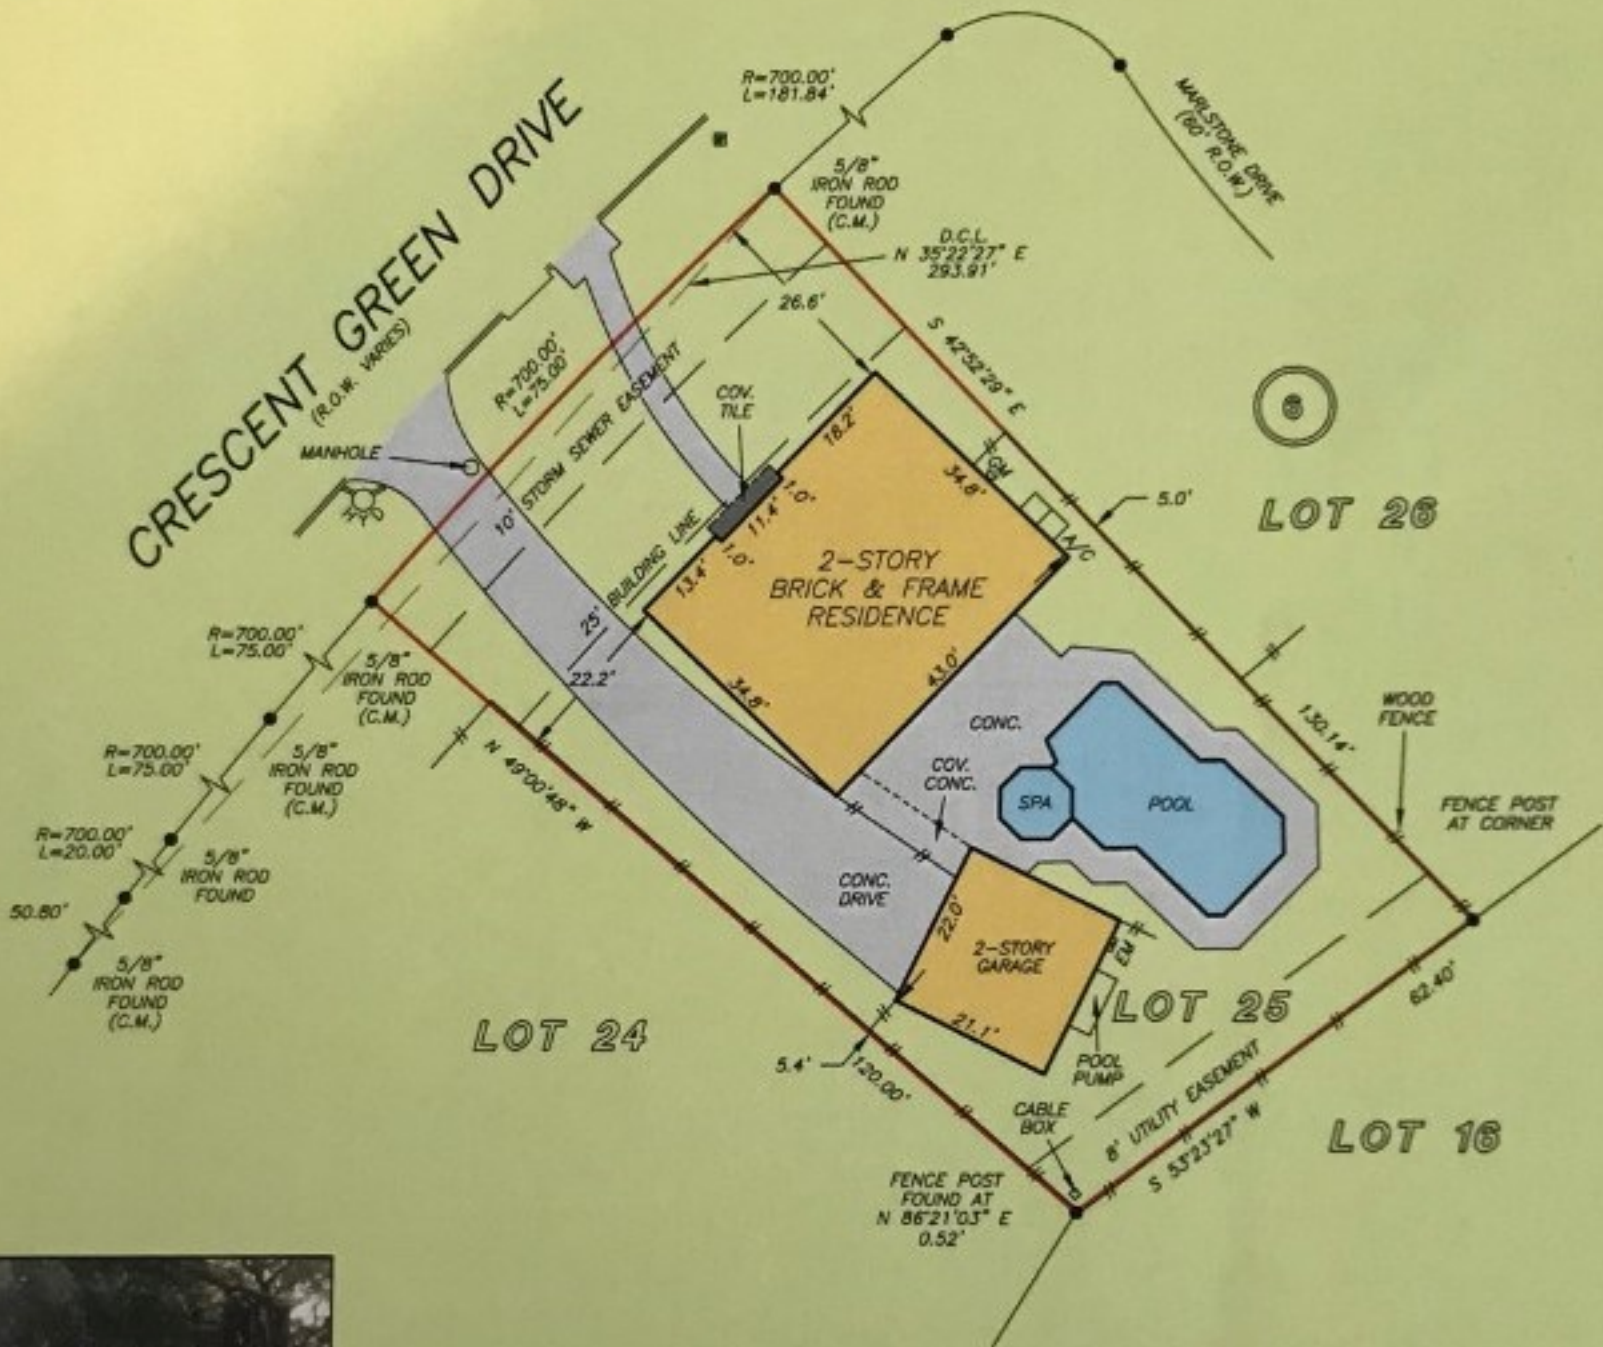 R=700.00'
L=181.84'
MARLSTONE DRIVE
(60' R.O.W.)
5/8"
IRON ROD
FOUND
(C.M.)
D.C.L.
N 35°22'27" E
293.91'
CRESCENT GREEN DRIVE
(R.O.W. VARIES)
26.6'
S 42°52'29" E
R=700.00'
L=75.00'
10' STORM SEWER EASEMENT
COV.
TILE
MANHOLE
18.2'
1.0'
11.4'
1.0'
13.4'
GM
34.8'
A/C
5.0'
6
LOT 26
2-STORY
BRICK & FRAME
RESIDENCE
25' BUILDING LINE
22.2'
34.8'
43.0'
R=700.00'
L=75.00'
5/8"
IRON ROD
FOUND
(C.M.)
N 49°00'48" W
CONC.
130.14'
WOOD
FENCE
R=700.00'
L=75.00'
5/8"
IRON ROD
FOUND
(C.M.)
COV.
CONC.
SPA
POOL
FENCE POST
AT CORNER
R=700.00'
L=20.00'
5/8"
IRON ROD
FOUND
CONC.
DRIVE
50.80'
5/8"
IRON ROD
FOUND
(C.M.)
22.0'
2-STORY
GARAGE
21.1'
EM
LOT 25
62.40'
LOT 24
5.4'
120.00'
POOL
PUMP
CABLE
BOX
8' UTILITY EASEMENT
S 53°23'27" W
LOT 16
FENCE POST
FOUND AT
N 86°21'03" E
0.52'